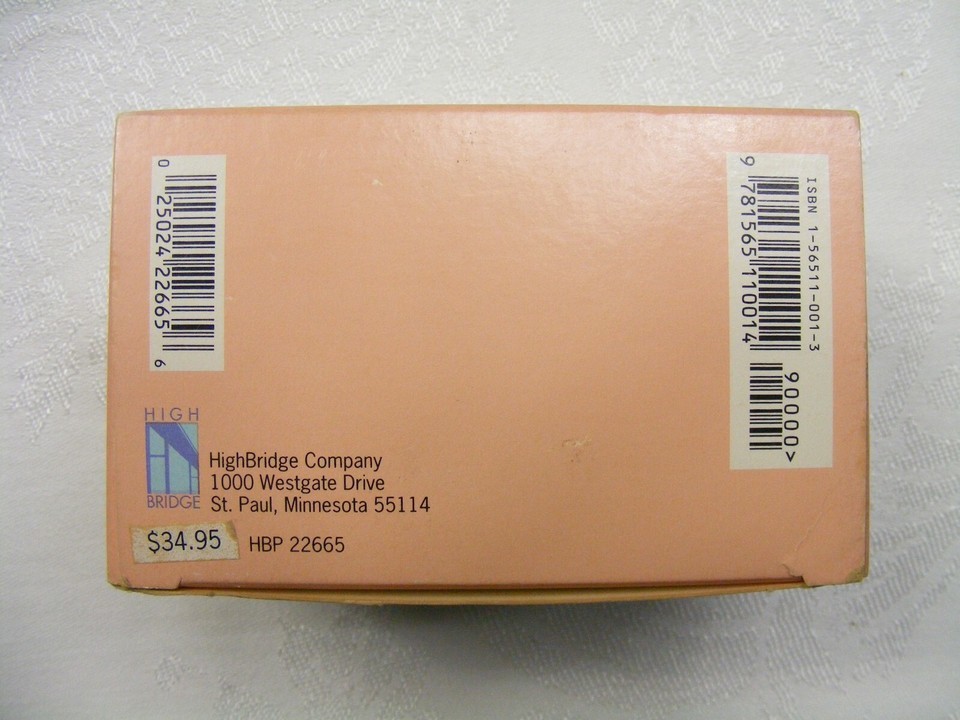 0 25024 22665 6
ISBN 1-56511-001-3
9 781565 110014
90000>
HIGH
BRIDGE
HighBridge Company
1000 Westgate Drive
St. Paul, Minnesota 55114
$34.95
HBP 22665